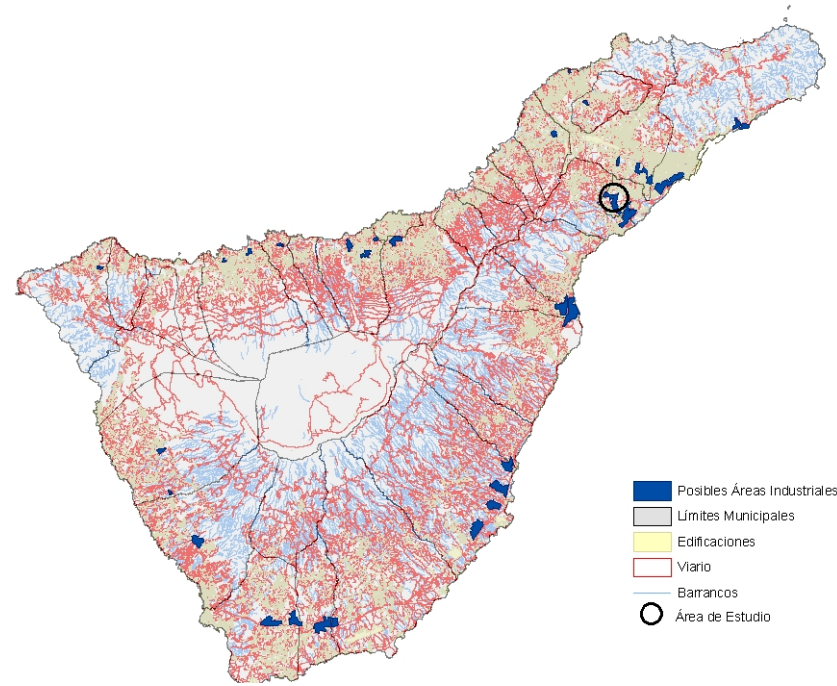 Posibles Áreas Industriales
Límites Municipales
Edificaciones
Viario
Barrancos
Área de Estudio